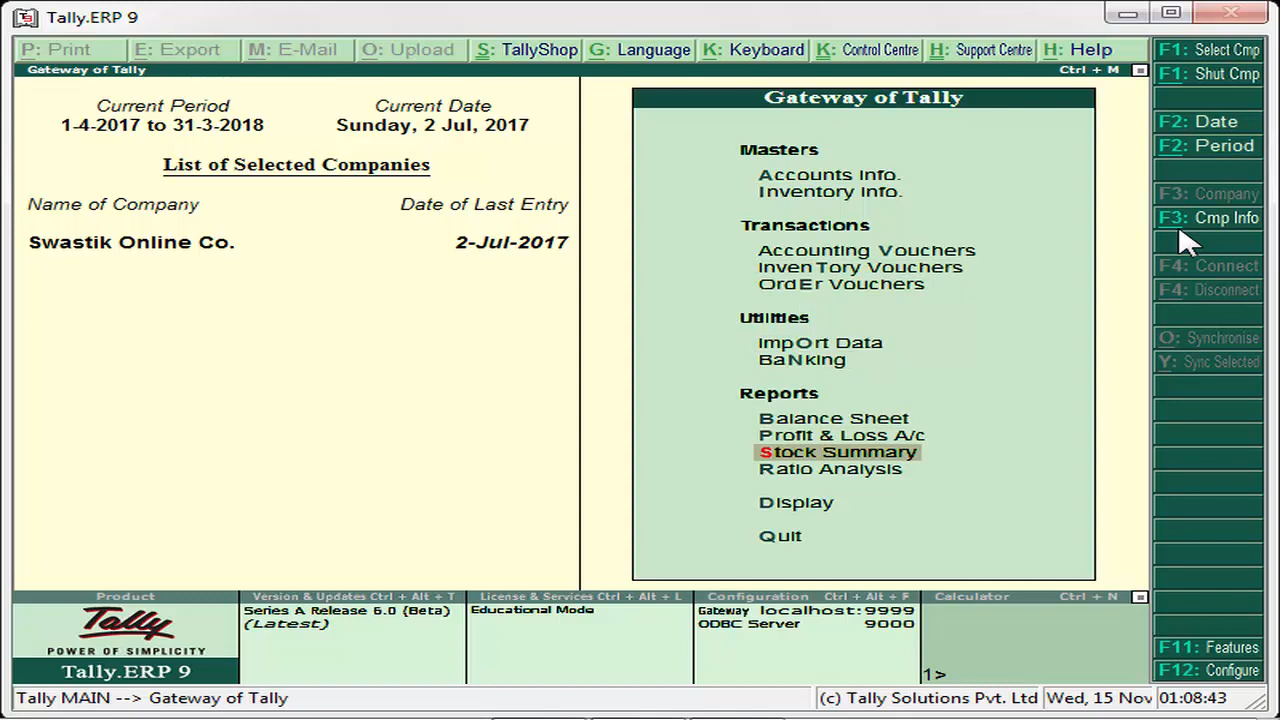 Tally.ERP 9
P: Print E: Export M: E-Mail O: Upload S: TallyShop G: Language K: Keyboard K: Control Centre H: Support Centre H: Help
Gateway of Tally Ctrl + M
Current Period Current Date
1-4-2017 to 31-3-2018 Sunday, 2 Jul, 2017
List of Selected Companies
Name of Company Date of Last Entry
Swastik Online Co. 2-Jul-2017
Gateway of Tally
Masters
Accounts Info.
Inventory Info.
Transactions
Accounting Vouchers
InvenTory Vouchers
OrdEr Vouchers
Utilities
ImpOrt Data
BaNking
Reports
Balance Sheet
Profit & Loss A/c
Stock Summary
Ratio Analysis
Display
Quit
F1: Select Cmp
F1: Shut Cmp
F2: Date
F2: Period
F3: Company
F3: Cmp Info
F4: Connect
F4: Disconnect
O: Synchronise
Y: Sync Selected
F11: Features
F12: Configure
Product
Tally
POWER OF SIMPLICITY
Tally.ERP 9
Version & Updates Ctrl + Alt + T
Series A Release 6.0 (Beta)
(Latest)
License & Services Ctrl + Alt + L
Educational Mode
Configuration Ctrl + Alt + F
Gateway localhost:9999
ODBC Server 9000
Calculator Ctrl + N
1>
Tally MAIN --> Gateway of Tally (c) Tally Solutions Pvt. Ltd Wed, 15 Nov 01:08:43